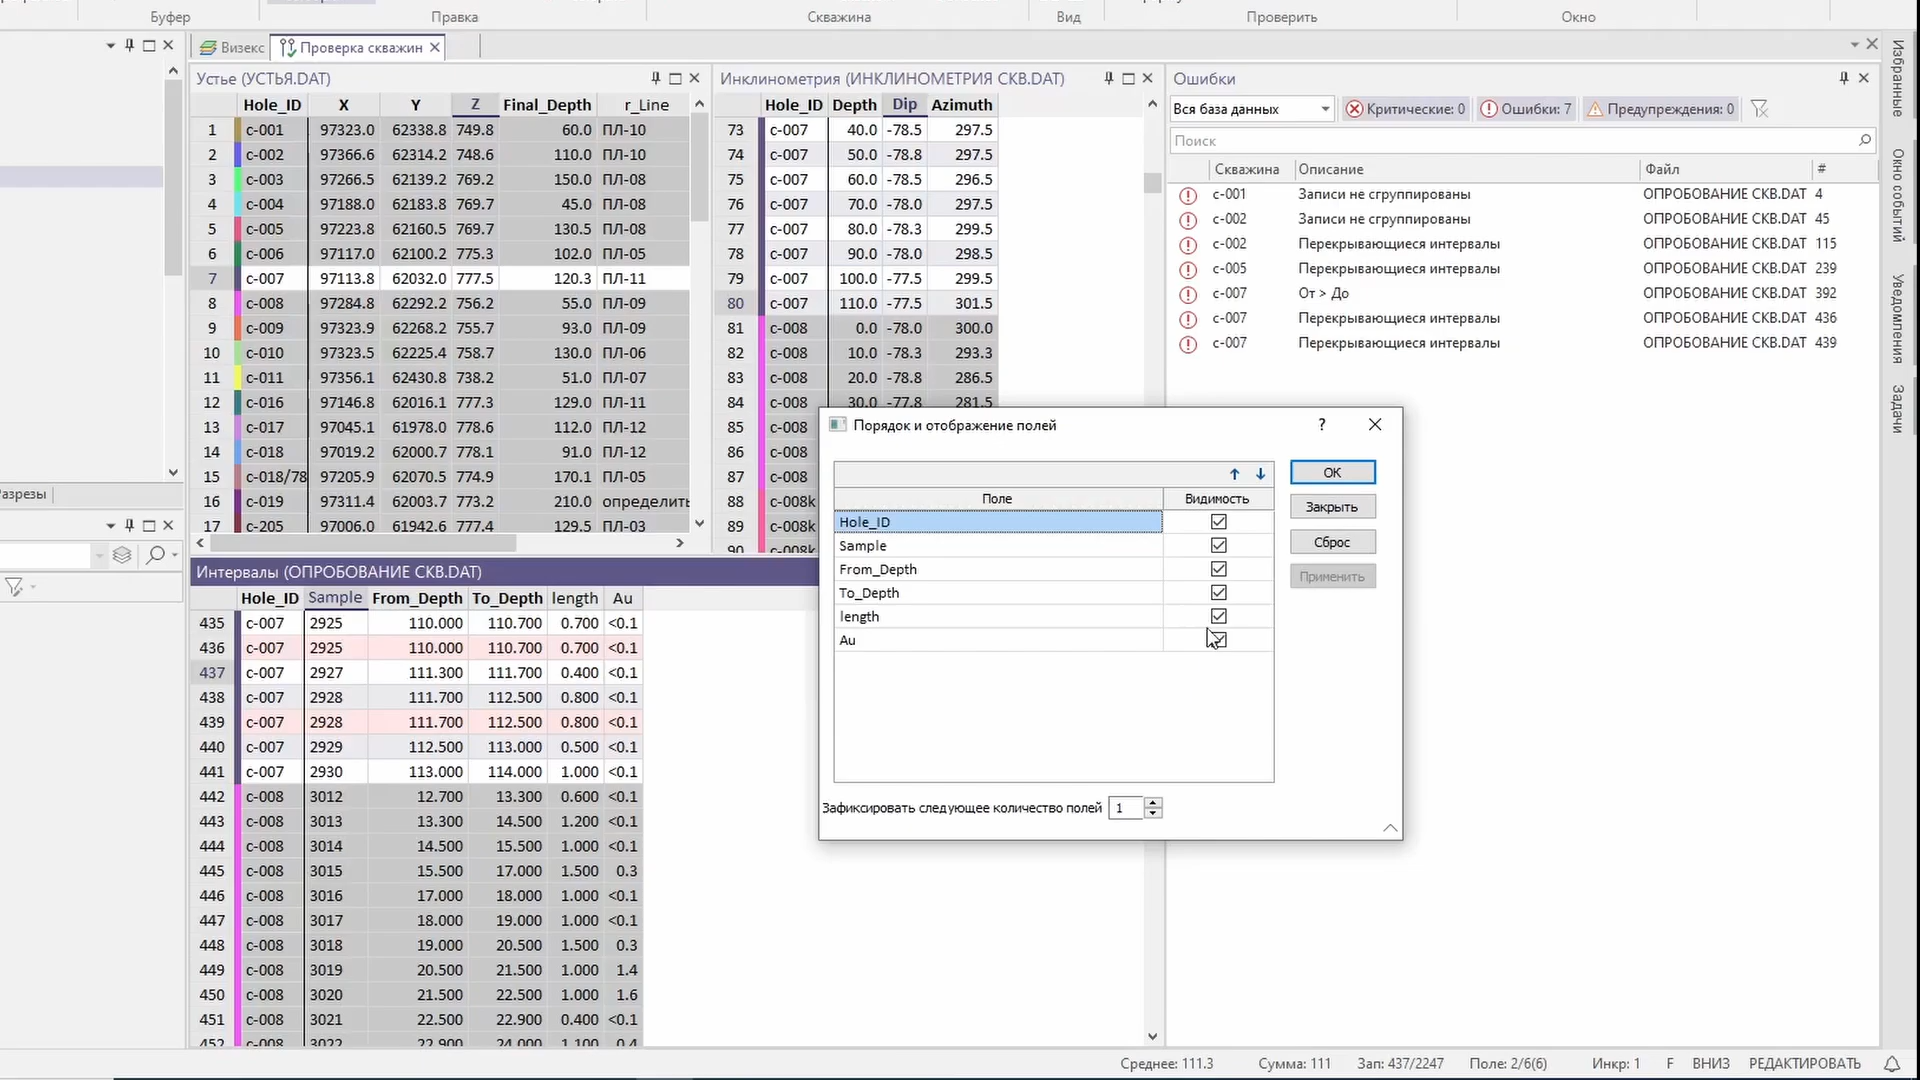 Буфер
Правка
Скважина
Вид
Проверить
Окно
Визекс
Проверка скважин
Устье (УСТЬЯ.DAT)
Hole_ID X Y Z Final_Depth r_Line
1 с-001 97323.0 62338.8 749.8 60.0 ПЛ-10
2 с-002 97366.6 62314.2 748.6 110.0 ПЛ-10
3 с-003 97266.5 62139.2 769.2 150.0 ПЛ-08
4 с-004 97188.0 62183.8 769.7 45.0 ПЛ-08
5 с-005 97223.8 62160.5 769.7 130.5 ПЛ-08
6 с-006 97117.0 62100.2 775.3 102.0 ПЛ-05
7 с-007 97113.8 62032.0 777.5 120.3 ПЛ-11
8 с-008 97284.8 62292.2 756.2 55.0 ПЛ-09
9 с-009 97323.9 62268.2 755.7 93.0 ПЛ-09
10 с-010 97323.5 62225.4 758.7 130.0 ПЛ-06
11 с-011 97356.1 62430.8 738.2 51.0 ПЛ-07
12 с-016 97146.8 62016.1 777.3 129.0 ПЛ-11
13 с-017 97045.1 61978.0 778.6 112.0 ПЛ-12
14 с-018 97019.2 62000.7 778.1 91.0 ПЛ-12
15 с-018/78 97205.9 62070.5 774.9 170.1 ПЛ-05
16 с-019 97311.4 62003.7 773.2 210.0 определить
17 с-205 97006.0 61942.6 777.4 129.5 ПЛ-03
Инклинометрия (ИНКЛИНОМЕТРИЯ СКВ.DAT)
Hole_ID Depth Dip Azimuth
73 с-007 40.0 -78.5 297.5
74 с-007 50.0 -78.8 297.5
75 с-007 60.0 -78.5 296.5
76 с-007 70.0 -78.0 297.5
77 с-007 80.0 -78.3 299.5
78 с-007 90.0 -78.0 298.5
79 с-007 100.0 -77.5 299.5
80 с-007 110.0 -77.5 301.5
81 с-008 0.0 -78.0 300.0
82 с-008 10.0 -78.3 293.3
83 с-008 20.0 -78.8 286.5
84 с-008 30.0 -77.8 281.5
85 с-008
86 с-008
87 с-008
88 с-008k
89 с-008k
90 с-008k
Ошибки
Вся база данных Критические: 0 Ошибки: 7 Предупреждения: 0
Поиск
Скважина Описание Файл #
с-001 Записи не сгруппированы ОПРОБОВАНИЕ СКВ.DAT 4
с-002 Записи не сгруппированы ОПРОБОВАНИЕ СКВ.DAT 45
с-002 Перекрывающиеся интервалы ОПРОБОВАНИЕ СКВ.DAT 115
с-005 Перекрывающиеся интервалы ОПРОБОВАНИЕ СКВ.DAT 239
с-007 От > До ОПРОБОВАНИЕ СКВ.DAT 392
с-007 Перекрывающиеся интервалы ОПРОБОВАНИЕ СКВ.DAT 436
с-007 Перекрывающиеся интервалы ОПРОБОВАНИЕ СКВ.DAT 439
Избранные
Окно событий
Уведомления
Задачи
Разрезы
Порядок и отображение полей ?
Поле Видимость
Hole_ID
Sample
From_Depth
To_Depth
length
Au
OK
Закрыть
Сброс
Применить
Зафиксировать следующее количество полей 1
Интервалы (ОПРОБОВАНИЕ СКВ.DAT)
Hole_ID Sample From_Depth To_Depth length Au
435 с-007 2925 110.000 110.700 0.700 <0.1
436 с-007 2925 110.000 110.700 0.700 <0.1
437 с-007 2927 111.300 111.700 0.400 <0.1
438 с-007 2928 111.700 112.500 0.800 <0.1
439 с-007 2928 111.700 112.500 0.800 <0.1
440 с-007 2929 112.500 113.000 0.500 <0.1
441 с-007 2930 113.000 114.000 1.000 <0.1
442 с-008 3012 12.700 13.300 0.600 <0.1
443 с-008 3013 13.300 14.500 1.200 <0.1
444 с-008 3014 14.500 15.500 1.000 <0.1
445 с-008 3015 15.500 17.000 1.500 0.3
446 с-008 3016 17.000 18.000 1.000 <0.1
447 с-008 3017 18.000 19.000 1.000 <0.1
448 с-008 3018 19.000 20.500 1.500 0.3
449 с-008 3019 20.500 21.500 1.000 1.4
450 с-008 3020 21.500 22.500 1.000 1.6
451 с-008 3021 22.500 22.900 0.400 <0.1
452 с-008 3022 22.900 24.000 1.100 0.4
Среднее: 111.3 Сумма: 111 Зап: 437/2247 Поле: 2/6(6) Инкр: 1 F ВНИЗ РЕДАКТИРОВАТЬ